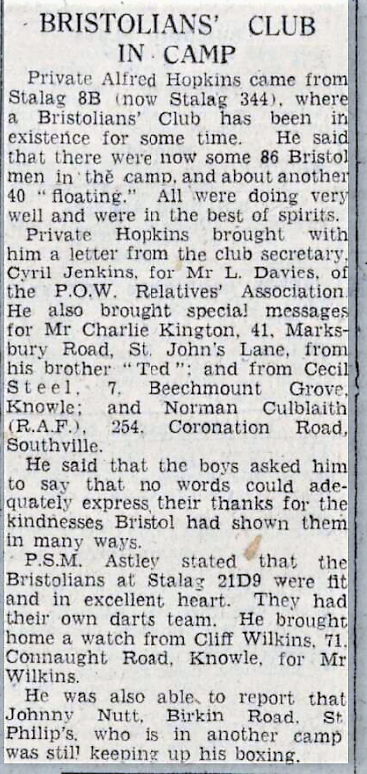 BRISTOLIANS' CLUB
IN CAMP
Private Alfred Hopkins came from
Stalag 8B (now Stalag 344), where
a Bristolians' Club has been in
existence for some time. He said
that there were now some 86 Bristol
men in the camp, and about another
40 "floating." All were doing very
well and were in the best of spirits.
Private Hopkins brought with
him a letter from the club secretary,
Cyril Jenkins, for Mr L. Davies, of
the P.O.W. Relatives' Association.
He also brought special messages
for Mr Charlie Kington, 41, Marks-
bury Road, St. John's Lane, from
his brother "Ted"; and from Cecil
Steel, 7, Beechmount Grove,
Knowle; and Norman Culblaith
(R.A.F.), 254, Coronation Road,
Southville.
He said that the boys asked him
to say that no words could ade-
quately express their thanks for the
kindnesses Bristol had shown them
in many ways.
P.S.M. Astley stated that the
Bristolians at Stalag 21D9 were fit
and in excellent heart. They had
their own darts team. He brought
home a watch from Cliff Wilkins, 71,
Connaught Road, Knowle, for Mr
Wilkins.
He was also able to report that
Johnny Nutt, Birkin Road, St.
Philip's, who is in another camp
was still keeping up his boxing.